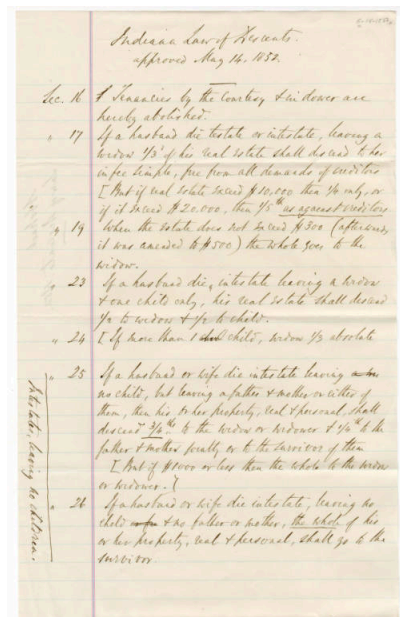 Indiana Law of Descents.
approved May 14. 1852.
Sec. 16 Tenancies by the courtesy & in dower are
hereby abolished.
" 17 If a husband die testate or intestate, leaving a
widow 1/3 of his real estate shall descend to her
in fee simple, free from all demands of creditors
[But if real estate exceed $10,000 then 1/4 only, or
if it exceed $20,000, then 1/5th as against creditors
" 19 When the estate does not exceed $300 (afterwards
it was amended to $500) the whole goes to the
widow.
" 23 If a husband die, intestate leaving a widow
& one child only, his real estate shall descend
1/2 to widow & 1/2 to child.
" 24 [If more than 1 child, widow 1/3 absolute
" 25 If a husband or wife die intestate leaving
no child, but leaving a father & mother or either of
them, then his or her property, real & personal, shall
descend 3/4ths to the widow or widower & 1/4th to the
father & mother jointly or to the survivor of them
[But if $1000 or less then the whole to the widow
or widower.]
" 26 If a husband or wife die intestate, leaving no
child & no father or mother, the whole of his
or her property, real & personal, shall go to the
survivor.
Intestates, leaving no children.